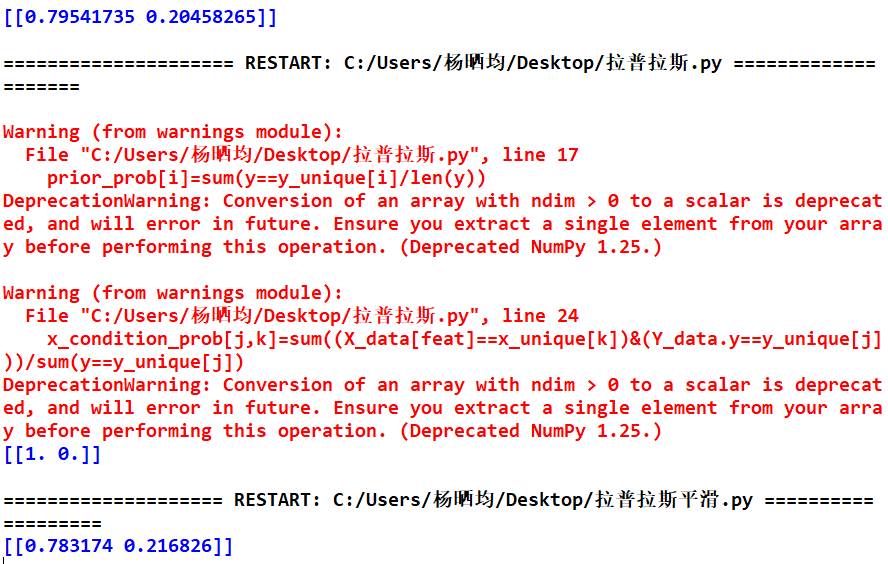 [[0.79541735 0.20458265]]
===================== RESTART: C:/Users/杨晒均/Desktop/拉普拉斯.py =============
=======
Warning (from warnings module):
  File "C:/Users/杨晒均/Desktop/拉普拉斯.py", line 17
    prior_prob[i]=sum(y==y_unique[i]/len(y))
DeprecationWarning: Conversion of an array with ndim > 0 to a scalar is deprecat
ed, and will error in future. Ensure you extract a single element from your arra
y before performing this operation. (Deprecated NumPy 1.25.)
Warning (from warnings module):
  File "C:/Users/杨晒均/Desktop/拉普拉斯.py", line 24
    x_condition_prob[j,k]=sum((X_data[feat]==x_unique[k])&(Y_data.y==y_unique[j]
))/sum(y==y_unique[j])
DeprecationWarning: Conversion of an array with ndim > 0 to a scalar is deprecat
ed, and will error in future. Ensure you extract a single element from your arra
y before performing this operation. (Deprecated NumPy 1.25.)
[[1. 0.]]
==================== RESTART: C:/Users/杨晒均/Desktop/拉普拉斯平滑.py ==========
=========
[[0.783174 0.216826]]